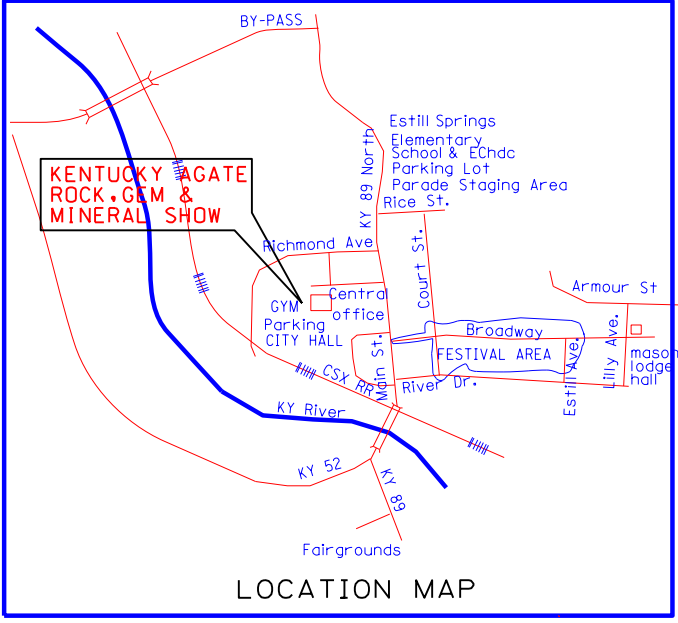 BY-PASS
Estill Springs
Elementary
School & EChdc
Parking Lot
Parade Staging Area
KY 89 North
Rice St.
KENTUCKY AGATE
ROCK, GEM &
MINERAL SHOW
Richmond Ave
Court St.
Armour St
GYM
Central
office
Parking
CITY HALL
Broadway
Main St.
FESTIVAL AREA
Estill Ave.
Lilly Ave.
mason
lodge
hall
CSX RR
River Dr.
KY River
KY 52
KY 89
Fairgrounds
LOCATION MAP